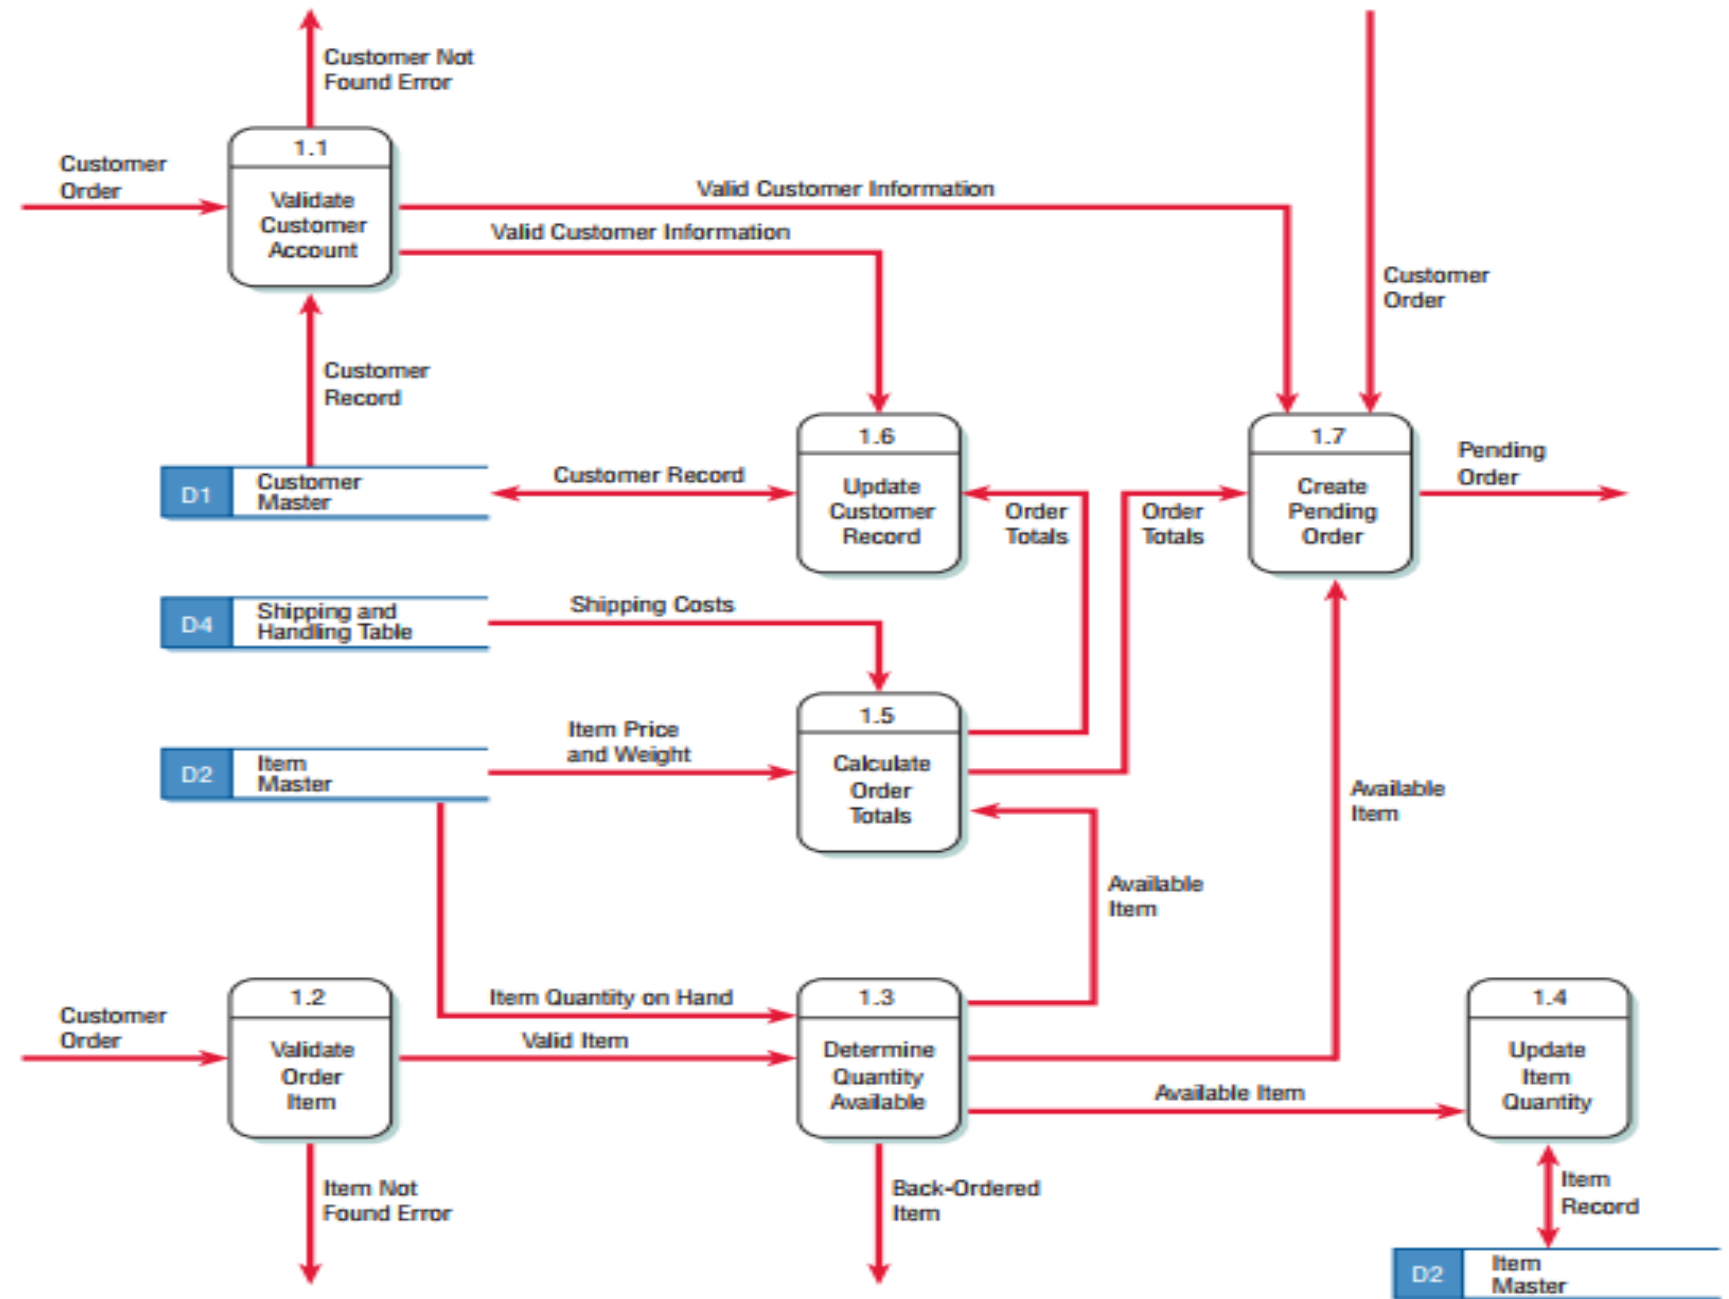 Customer Not
Found Error
1.1
Validate
Customer
Account
Customer
Order
Valid Customer Information
Valid Customer Information
Customer
Order
Customer
Record
D1
Customer
Master
Customer Record
1.6
Update
Customer
Record
Order
Totals
Order
Totals
1.7
Create
Pending
Order
Pending
Order
D4
Shipping and
Handling Table
Shipping Costs
D2
Item
Master
Item Price
and Weight
1.5
Calculate
Order
Totals
Available
Item
Available
Item
Customer
Order
1.2
Validate
Order
Item
Item Quantity on Hand
Valid Item
1.3
Determine
Quantity
Available
Available Item
1.4
Update
Item
Quantity
Item Not
Found Error
Back-Ordered
Item
Item
Record
D2
Item
Master